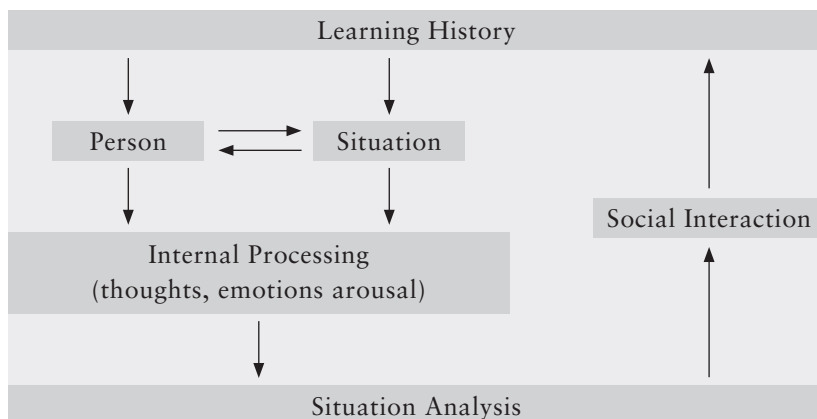 Learning History
Person
Situation
Social Interaction
Internal Processing
(thoughts, emotions arousal)
Situation Analysis